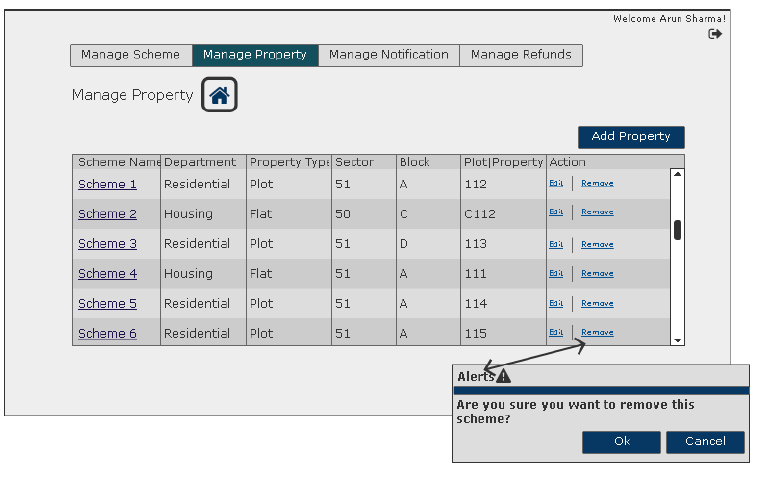 Welcome Arun Sharma!
Manage Scheme Manage Property Manage Notification Manage Refunds
Manage Property
Add Property
Scheme Name Department Property Type Sector Block Plot|Property Action
Scheme 1 Residential Plot 51 A 112 Edit Remove
Scheme 2 Housing Flat 50 C C112 Edit Remove
Scheme 3 Residential Plot 51 D 113 Edit Remove
Scheme 4 Housing Flat 51 A 111 Edit Remove
Scheme 5 Residential Plot 51 A 114 Edit Remove
Scheme 6 Residential Plot 51 A 115 Edit Remove
Alerts
Are you sure you want to remove this
scheme?
Ok Cancel